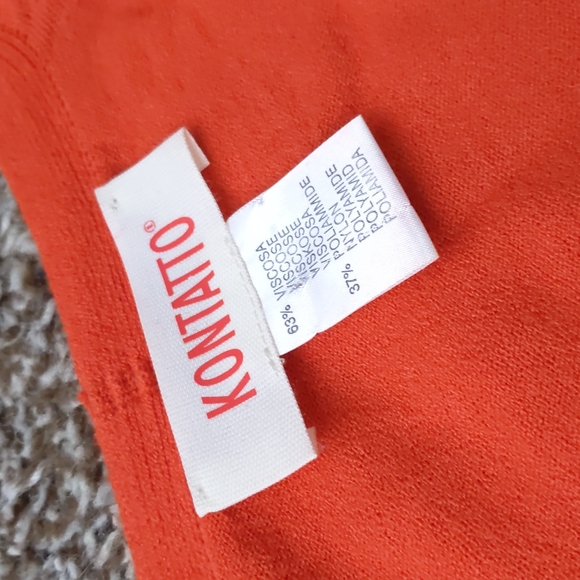 KONTATTO®
63% VISCOSA
VISCOSE
VISCOSE
VISKOSE
VISCOSA
37% POLIAMMIDE
NYLON
POLYAMIDE
POLYAMID
POLIAMIDA